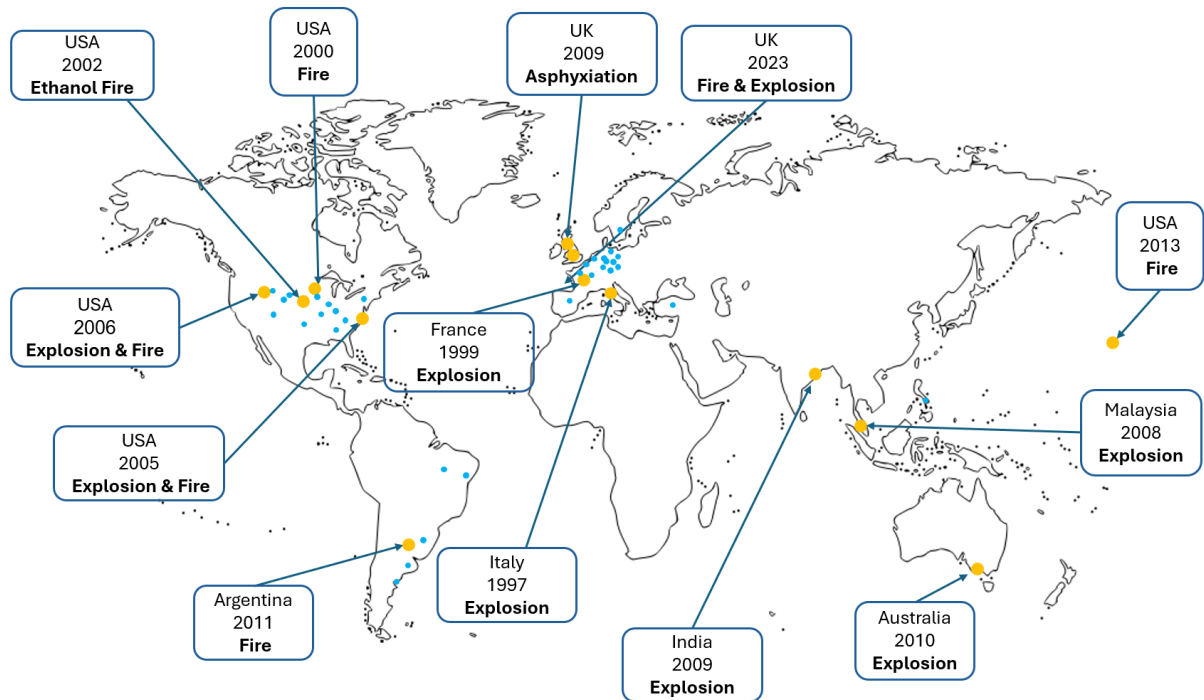 USA
2002
Ethanol Fire
USA
2000
Fire
UK
2009
Asphyxiation
UK
2023
Fire & Explosion
USA
2013
Fire
USA
2006
Explosion & Fire
France
1999
Explosion
Malaysia
2008
Explosion
USA
2005
Explosion & Fire
Italy
1997
Explosion
Argentina
2011
Fire
India
2009
Explosion
Australia
2010
Explosion